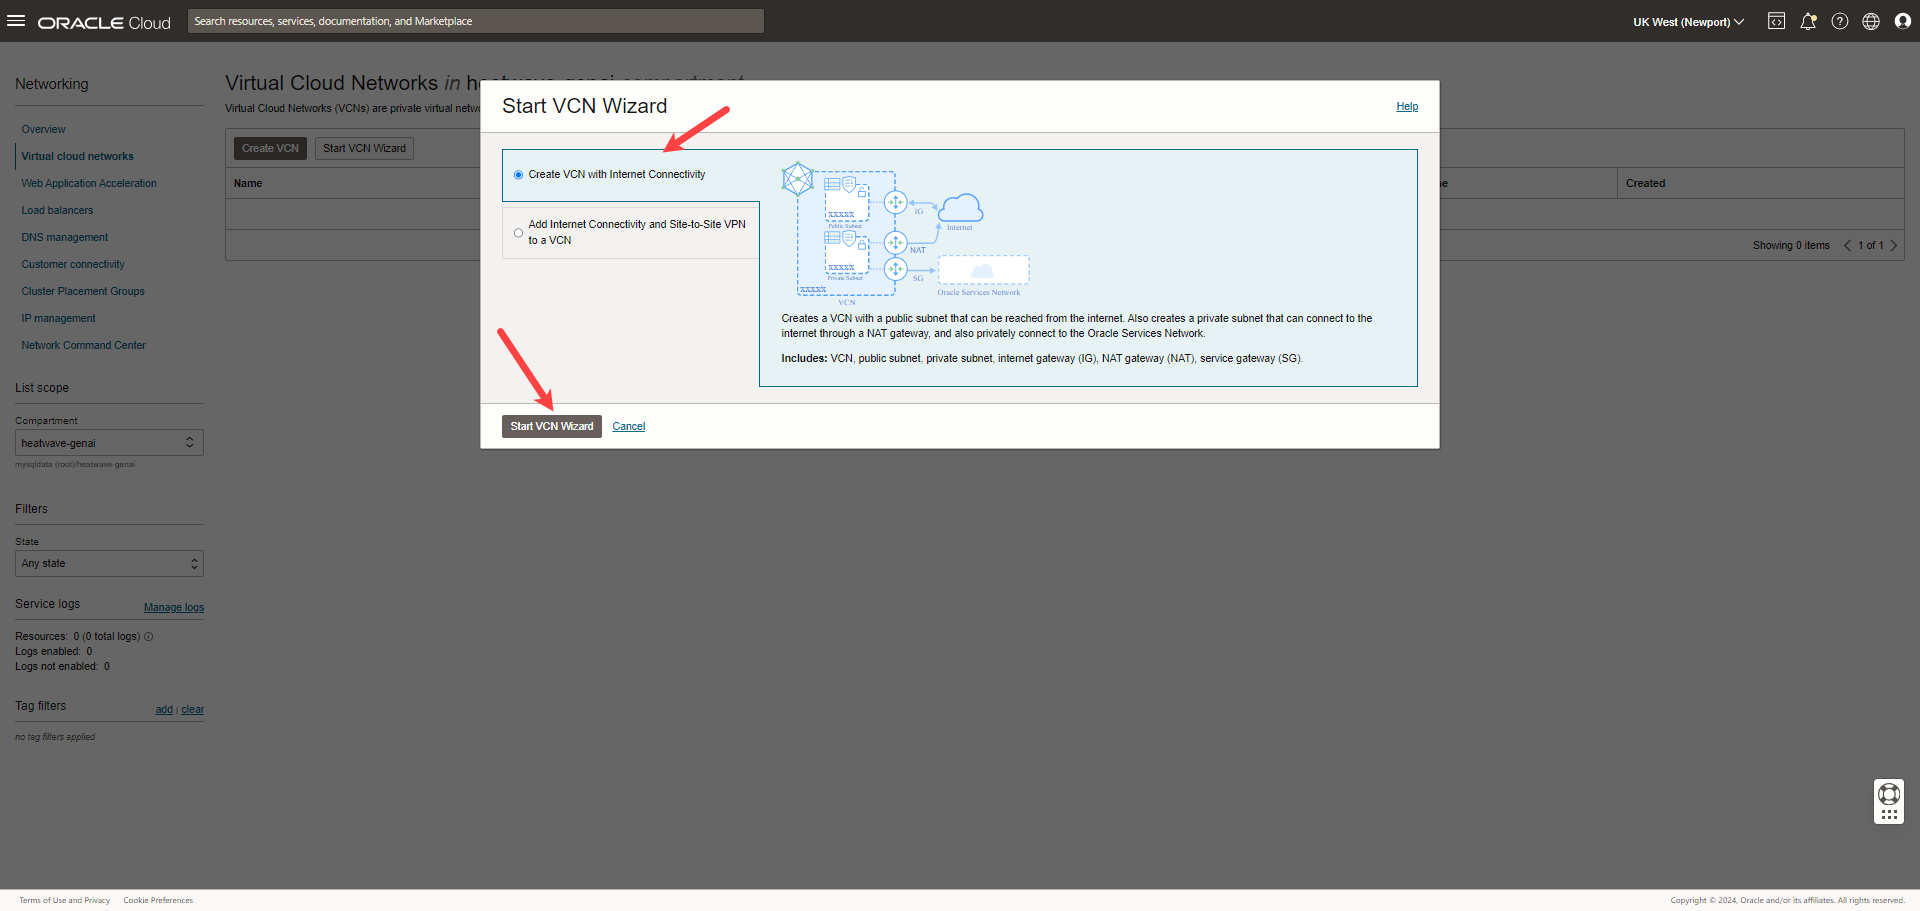 ORACLE Cloud
Search resources, services, documentation, and Marketplace
UK West (Newport)
Networking
Overview
Virtual cloud networks
Web Application Acceleration
Load balancers
DNS management
Customer connectivity
Cluster Placement Groups
IP management
Network Command Center
List scope
Compartment
heatwave-genai
mysqldata (root)/heatwave-genai
Filters
State
Any state
Service logs
Manage logs
Resources: 0 (0 total logs)
Logs enabled: 0
Logs not enabled: 0
Tag filters
add | clear
no tag filters applied
Virtual Cloud Networks in
Virtual Cloud Networks (VCNs) are private virtual
Create VCN
Start VCN Wizard
Name
Created
Showing 0 items
1 of 1
Start VCN Wizard
Help
Create VCN with Internet Connectivity
Add Internet Connectivity and Site-to-Site VPN
to a VCN
XXXXX
Public Subnet
IG
Internet
NAT
XXXXX
Private Subnet
SG
XXXXX
VCN
Oracle Services Network
Creates a VCN with a public subnet that can be reached from the internet. Also creates a private subnet that can connect to the
internet through a NAT gateway, and also privately connect to the Oracle Services Network.
Includes: VCN, public subnet, private subnet, internet gateway (IG), NAT gateway (NAT), service gateway (SG).
Start VCN Wizard
Cancel
Terms of Use and Privacy
Cookie Preferences
Copyright © 2024, Oracle and/or its affiliates. All rights reserved.